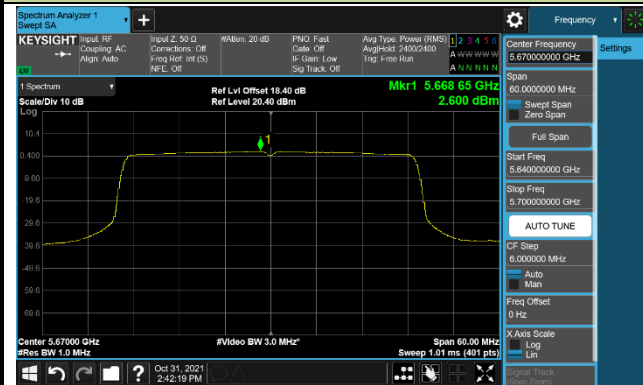 Spectrum Analyzer 1
Swept SA
+
Frequency
KEYSIGHT
Input: RF
Coupling: AC
Align: Auto
Input Z: 50 Ω
Corrections: Off
Freq Ref: Int (S)
NFE: Off
#Atten: 20 dB
PNO: Fast
Gate: Off
IF Gain: Low
Sig Track: Off
Avg Type: Power (RMS)
Avg|Hold: 2400/2400
Trig: Free Run
1 2 3 4 5 6
A W W W W W
A N N N N N
Center Frequency
5.670000000 GHz
Settings
Span
60.0000000 MHz
Swept Span
Zero Span
Full Span
Start Freq
5.640000000 GHz
Stop Freq
5.700000000 GHz
AUTO TUNE
CF Step
6.000000 MHz
Auto
Man
Freq Offset
0 Hz
X Axis Scale
Log
Lin
Signal Track
(Span Zoom)
1 Spectrum
Scale/Div 10 dB
Ref Lvl Offset 18.40 dB
Ref Level 20.40 dBm
Mkr1 5.668 65 GHz
2.600 dBm
Log
10.4
0.400
-9.60
-19.6
-29.6
-39.6
-49.6
-59.6
-69.6
1
Center 5.67000 GHz
#Res BW 1.0 MHz
#Video BW 3.0 MHz*
Span 60.00 MHz
Sweep 1.01 ms (401 pts)
?
Oct 31, 2021
2:42:19 PM